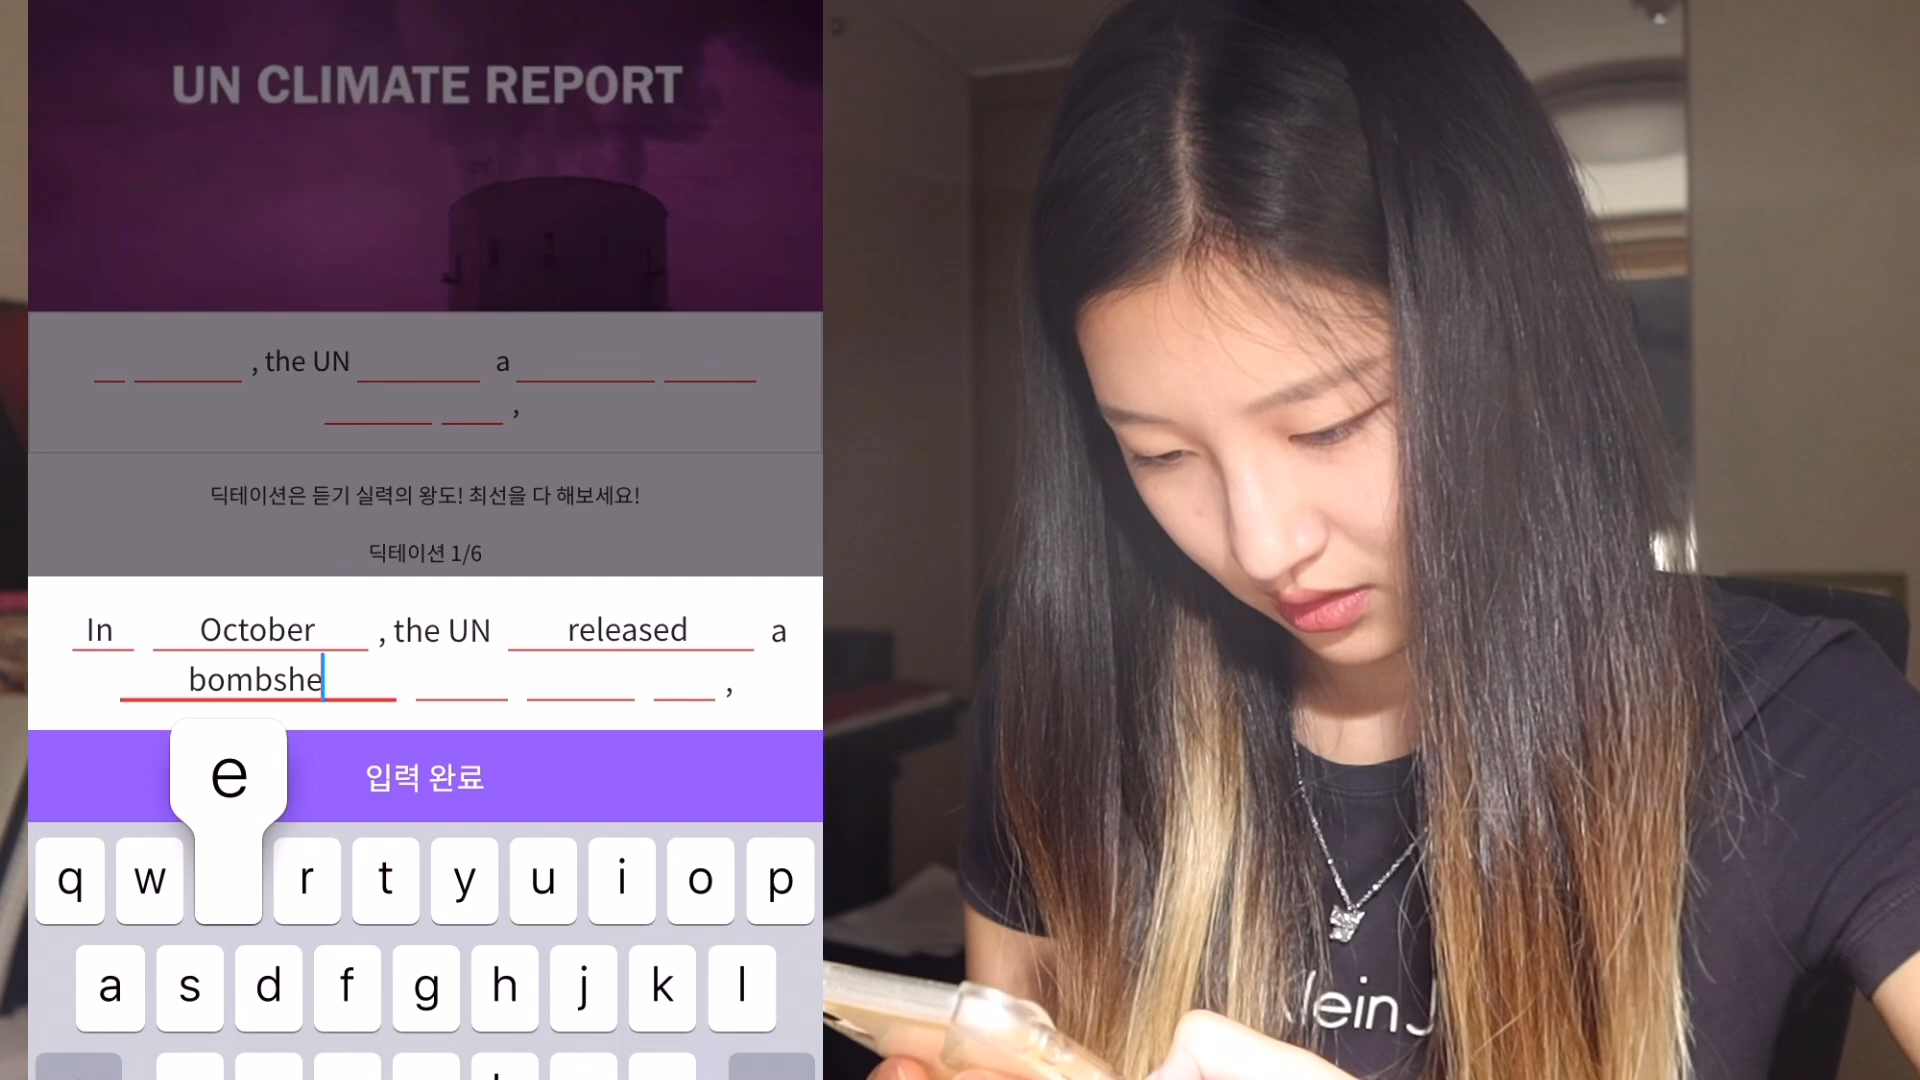 UN CLIMATE REPORT
, the UN a
,
딕테이션은 듣기 실력의 왕도! 최선을 다 해보세요!
딕테이션 1/6
In October , the UN released a
bombshe ,
입력 완료
e
q w r t y u i o p
a s d f g h j k l
lein J